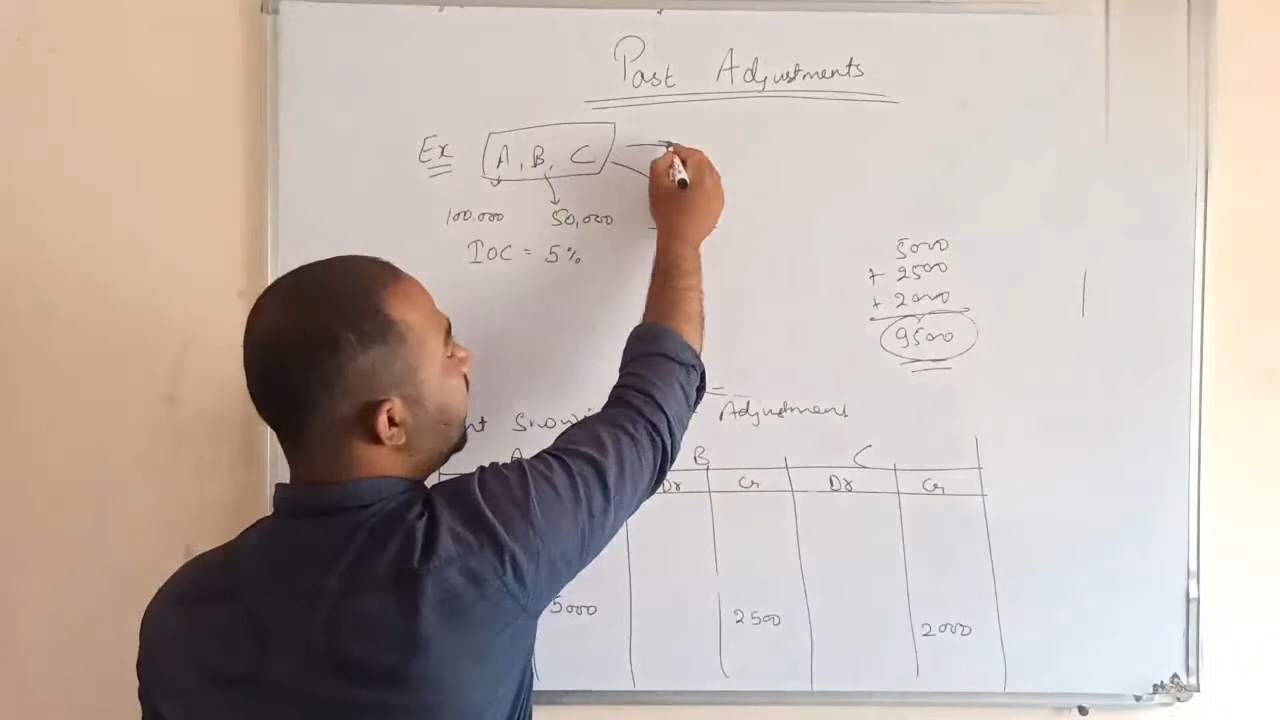 Past Adjustments
Ex A, B, C
100,000 50,000
IOC = 5%
5000
+ 2500
+ 2000
9500
Adjustment
A B C
Dr Cr Dr Cr
5000 2500 2000